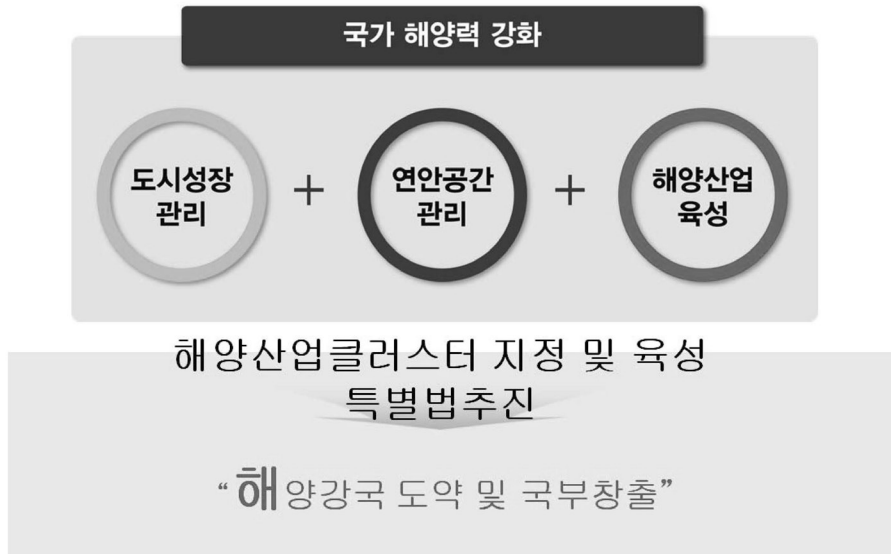 국가 해양력 강화
도시성장
관리
+
연안공간
관리
+
해양산업
육성
해양산업클러스터 지정 및 육성
특별법추진
“해양강국 도약 및 국부창출”